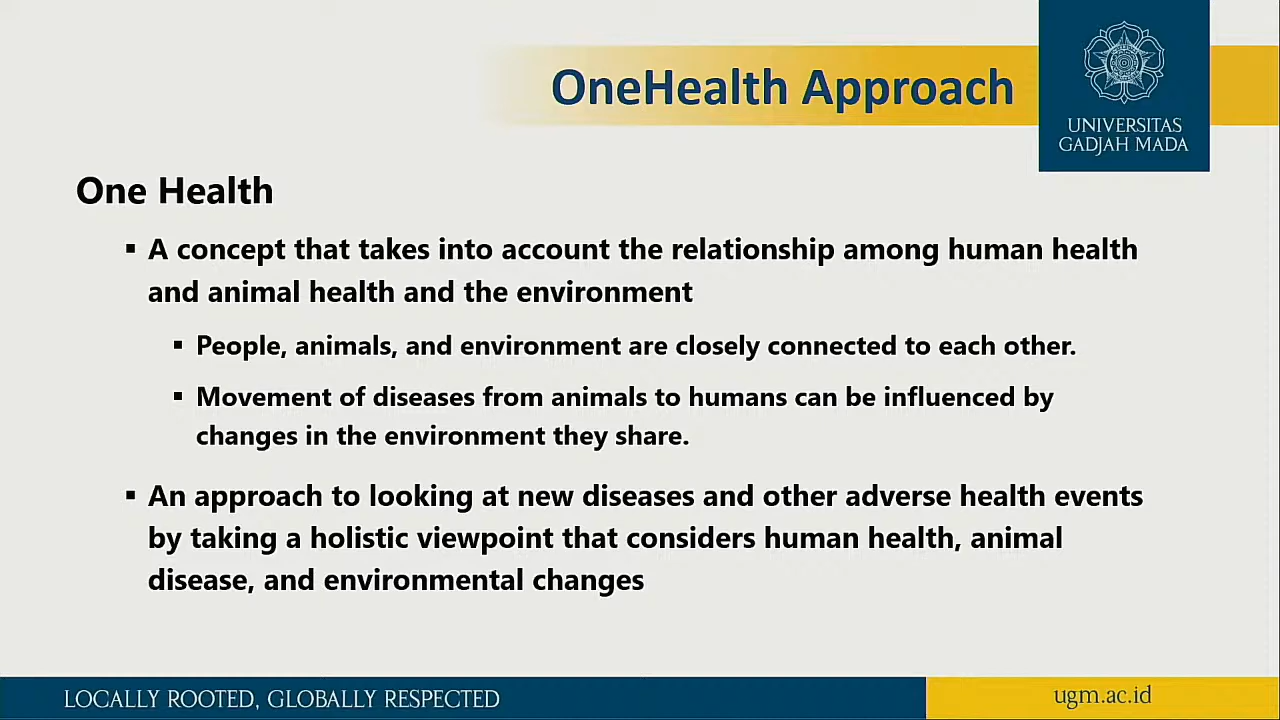 OneHealth Approach
UNIVERSITAS
GADJAH MADA
One Health
▪ A concept that takes into account the relationship among human health
and animal health and the environment
▪ People, animals, and environment are closely connected to each other.
▪ Movement of diseases from animals to humans can be influenced by
changes in the environment they share.
▪ An approach to looking at new diseases and other adverse health events
by taking a holistic viewpoint that considers human health, animal
disease, and environmental changes
LOCALLY ROOTED, GLOBALLY RESPECTED
ugm.ac.id